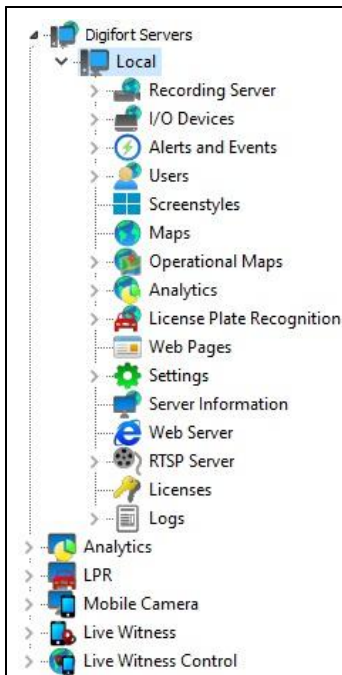 Digifort Servers
Local
Recording Server
I/O Devices
Alerts and Events
Users
Screenstyles
Maps
Operational Maps
Analytics
License Plate Recognition
Web Pages
Settings
Server Information
Web Server
RTSP Server
Licenses
Logs
Analytics
LPR
Mobile Camera
Live Witness
Live Witness Control